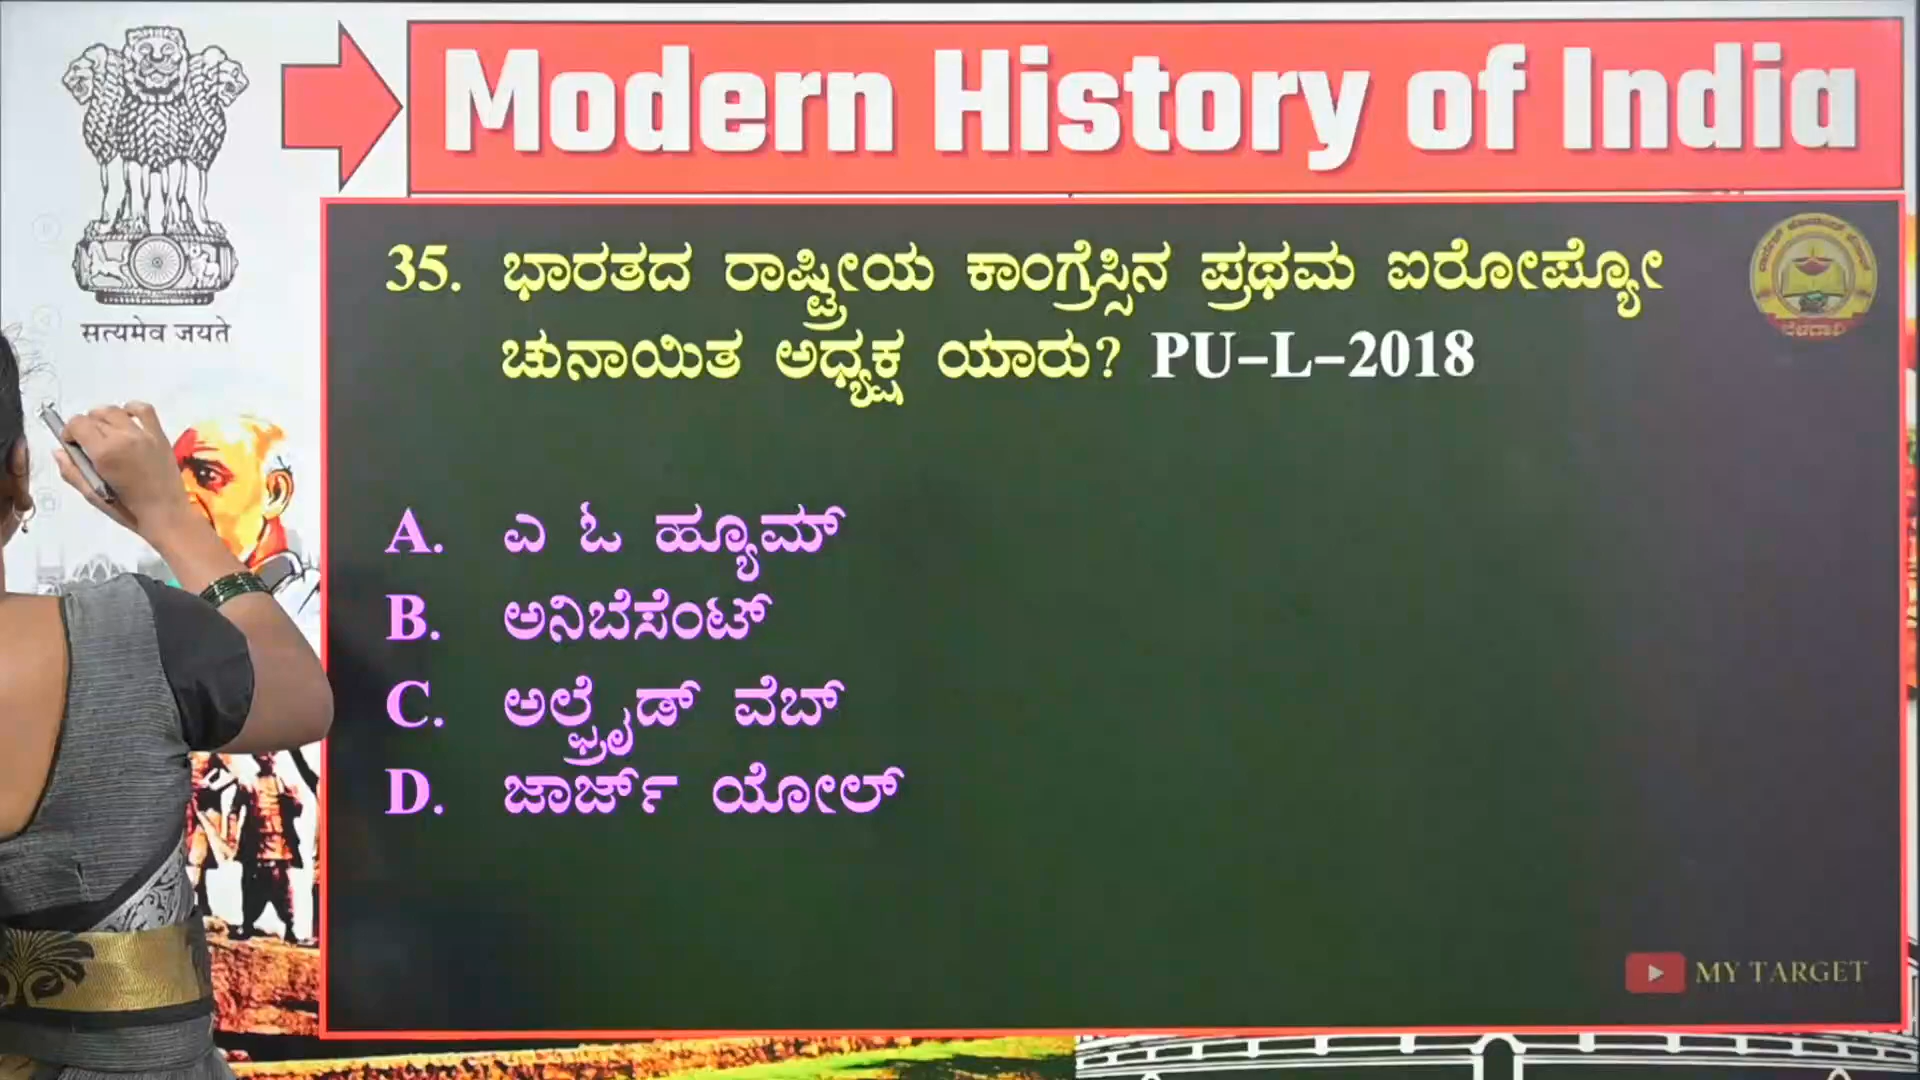 Modern History of India
सत्यमेव जयते
35. ಭಾರತದ ರಾಷ್ಟ್ರೀಯ ಕಾಂಗ್ರೆಸ್ಸಿನ ಪ್ರಥಮ ಐರೋಪ್ಯೋ
ಚುನಾಯಿತ ಅಧ್ಯಕ್ಷ ಯಾರು? PU-L-2018
A. ಎ ಓ ಹ್ಯೂಮ್
B. ಅನಿಬೆಸೆಂಟ್
C. ಅಲ್ಫ್ರೈಡ್ ವೆಬ್
D. ಜಾರ್ಜ್ ಯೋಲ್
MY TARGET